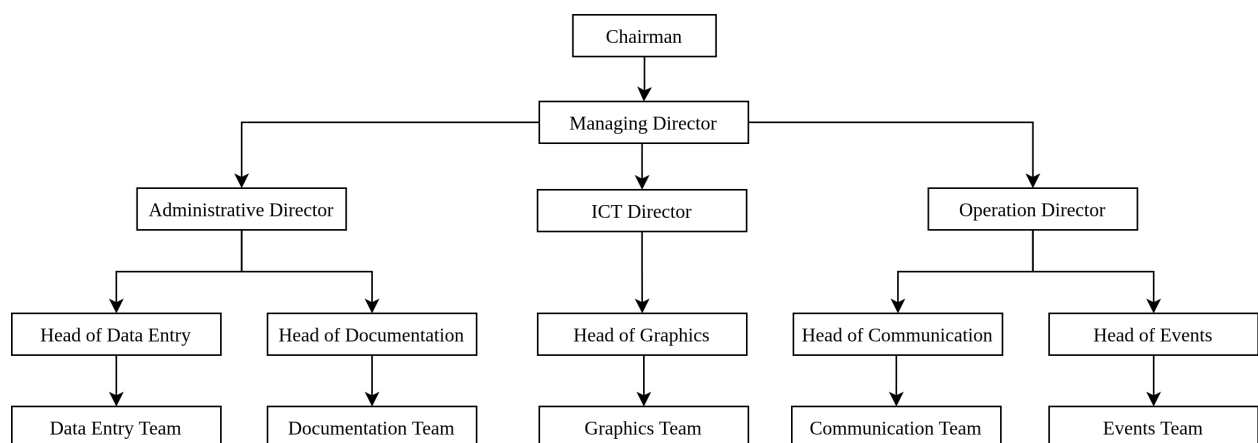 Chairman
Managing Director
Administrative Director
ICT Director
Operation Director
Head of Data Entry
Head of Documentation
Head of Graphics
Head of Communication
Head of Events
Data Entry Team
Documentation Team
Graphics Team
Communication Team
Events Team